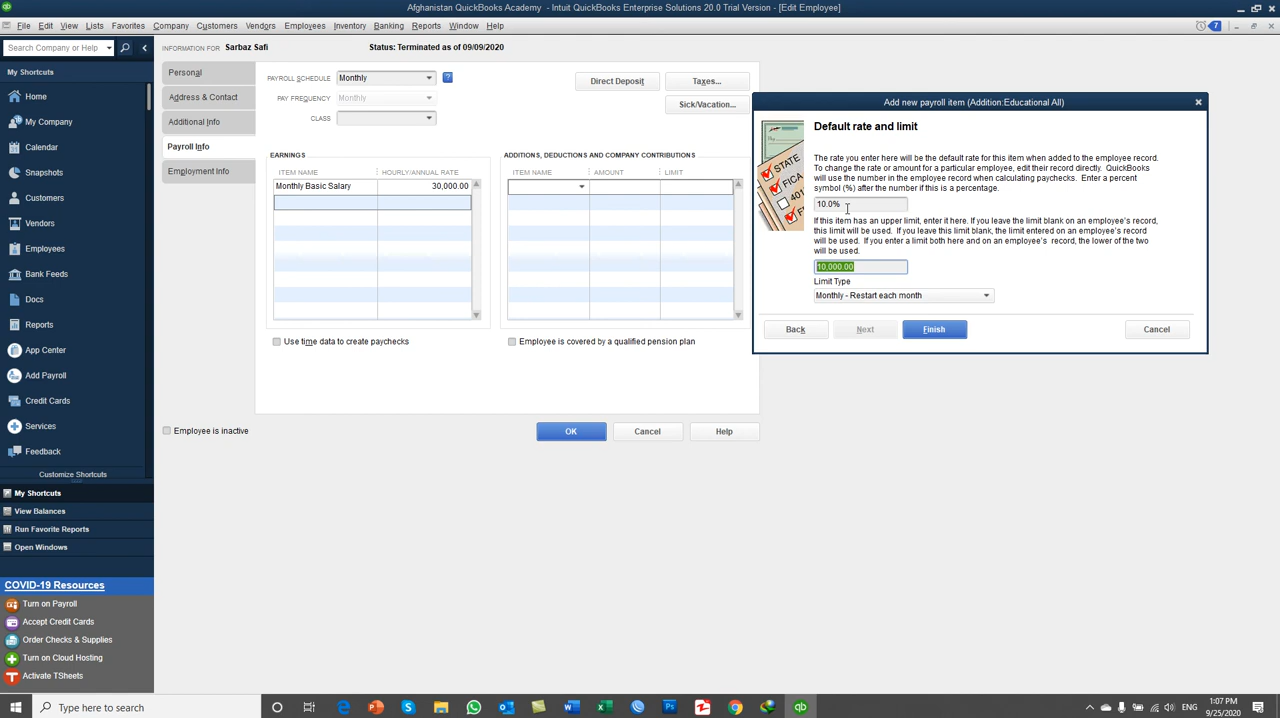 Afghanistan QuickBooks Academy - Intuit QuickBooks Enterprise Solutions 20.0 Trial Version - [Edit Employee]
File Edit View Lists Favorites Company Customers Vendors Employees Inventory Banking Reports Window Help
7
Search Company or Help
My Shortcuts
Home
My Company
Calendar
Snapshots
Customers
Vendors
Employees
Bank Feeds
Docs
Reports
App Center
Add Payroll
Credit Cards
Services
Feedback
Customize Shortcuts
My Shortcuts
View Balances
Run Favorite Reports
Open Windows
COVID-19 Resources
Turn on Payroll
Accept Credit Cards
Order Checks & Supplies
Turn on Cloud Hosting
Activate TSheets
INFORMATION FOR Sarbaz Safi
Status: Terminated as of 09/09/2020
Personal
Address & Contact
Additional Info
Payroll Info
Employment Info
PAYROLL SCHEDULE Monthly ?
PAY FREQUENCY Monthly
CLASS
Direct Deposit
Taxes...
Sick/Vacation...
EARNINGS
ITEM NAME HOURLY/ANNUAL RATE
Monthly Basic Salary 30,000.00
ADDITIONS, DEDUCTIONS AND COMPANY CONTRIBUTIONS
ITEM NAME AMOUNT LIMIT
Use time data to create paychecks
Employee is covered by a qualified pension plan
Employee is inactive
OK
Cancel
Help
Add new payroll item (Addition:Educational All)
STATE
FICA
401
Default rate and limit
The rate you enter here will be the default rate for this item when added to the employee record.
To change the rate or amount for a particular employee, edit their record directly. QuickBooks
will use the number in the employee record when calculating paychecks. Enter a percent
symbol (%) after the number if this is a percentage.
10.0%
If this item has an upper limit, enter it here. If you leave the limit blank on an employee's record,
this limit will be used. If you leave this limit blank, the limit entered on an employee's record
will be used. If you enter a limit both here and on an employee's record, the lower of the two
will be used.
10,000.00
Limit Type
Monthly - Restart each month
Back
Next
Finish
Cancel
Type here to search
1:07 PM
9/25/2020